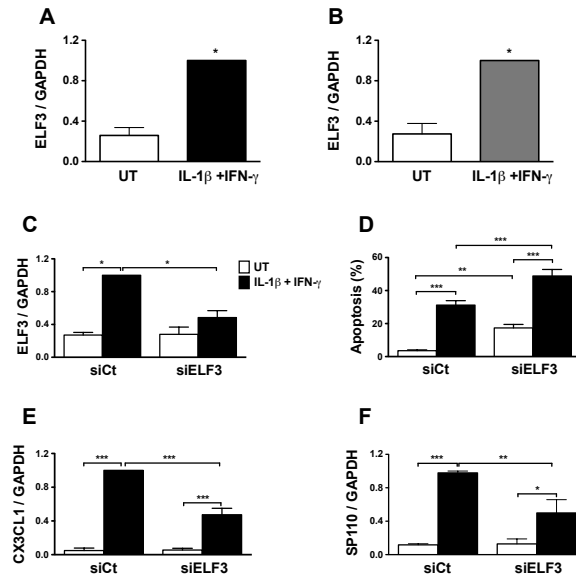 A
ELF3 / GAPDH
1.2
0.8
0.4
0.0
*
UT
IL-1β +IFN-γ
B
ELF3 / GAPDH
1.2
0.8
0.4
0.0
*
UT
IL-1β +IFN-γ
C
ELF3 / GAPDH
1.2
0.8
0.4
0.0
* *
UT
IL-1β + IFN-γ
siCt siELF3
D
Apoptosis (%)
60
40
20
0
***
** ***
***
siCt siELF3
E
CX3CL1 / GAPDH
1.2
0.8
0.4
0.0
*** ***
***
siCt siELF3
F
SP110 / GAPDH
1.2
0.8
0.4
0.0
*** **
*
siCt siELF3